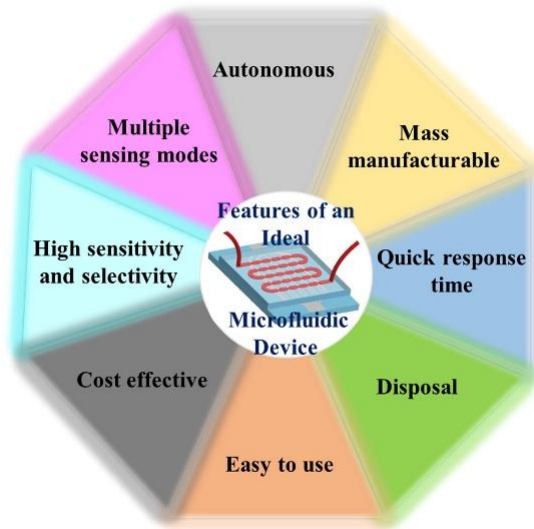 Autonomous
Mass
manufacturable
Quick response
time
Disposal
Easy to use
Cost effective
High sensitivity
and selectivity
Multiple
sensing modes
Features of an
Ideal
Microfluidic
Device